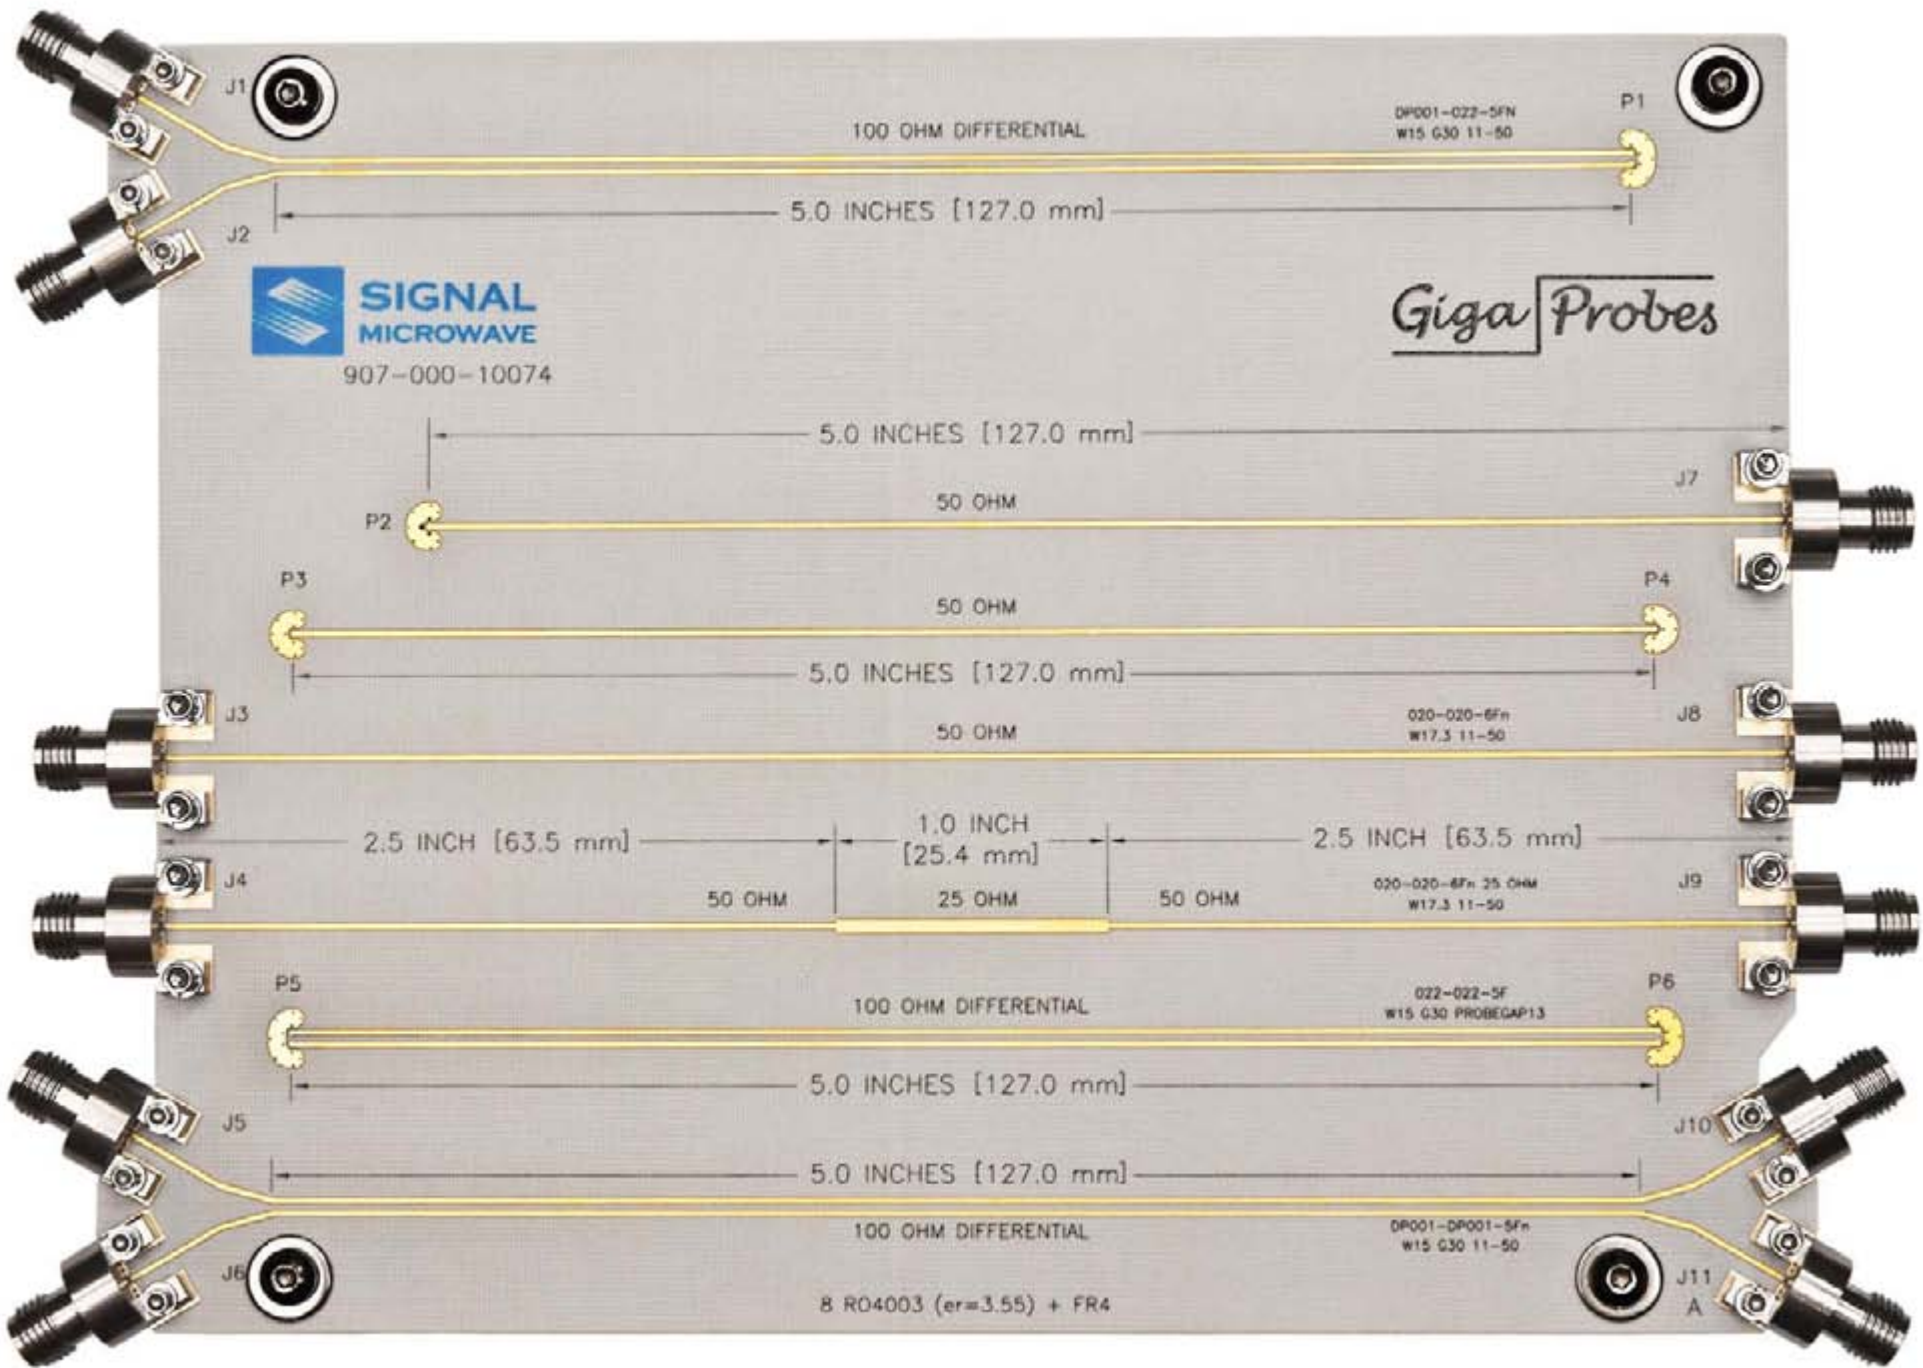 J1
P1
100 OHM DIFFERENTIAL
DP001-022-5FN
W15 G30 11-50
5.0 INCHES [127.0 mm]
J2
SIGNAL
MICROWAVE
907-000-10074
Giga Probes
5.0 INCHES [127.0 mm]
J7
50 OHM
P2
P3
P4
50 OHM
5.0 INCHES [127.0 mm]
J3
50 OHM
020-020-6Fn
W17.3 11-50
J8
2.5 INCH [63.5 mm]
1.0 INCH
[25.4 mm]
2.5 INCH [63.5 mm]
J4
50 OHM
25 OHM
50 OHM
020-020-6Fn 25 OHM
W17.3 11-50
J9
P5
100 OHM DIFFERENTIAL
022-022-5F
W15 G30 PROBEGAP13
P6
5.0 INCHES [127.0 mm]
J5
J10
5.0 INCHES [127.0 mm]
100 OHM DIFFERENTIAL
DP001-DP001-5Fn
W15 G30 11-50
J6
J11
A
8 RO4003 (er=3.55) + FR4